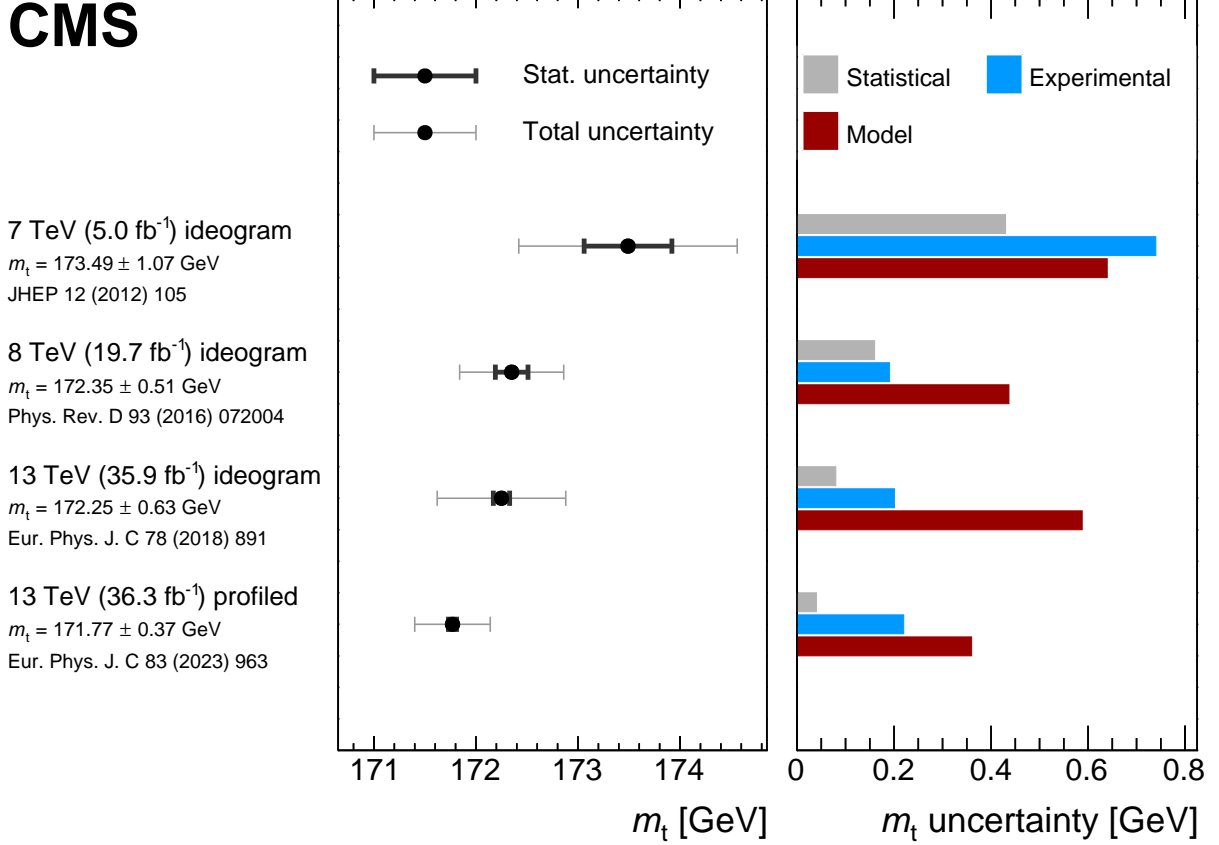 CMS
Stat. uncertainty
Total uncertainty
Statistical
Experimental
Model
7 TeV (5.0 fb⁻¹) ideogram
mₜ = 173.49 ± 1.07 GeV
JHEP 12 (2012) 105
8 TeV (19.7 fb⁻¹) ideogram
mₜ = 172.35 ± 0.51 GeV
Phys. Rev. D 93 (2016) 072004
13 TeV (35.9 fb⁻¹) ideogram
mₜ = 172.25 ± 0.63 GeV
Eur. Phys. J. C 78 (2018) 891
13 TeV (36.3 fb⁻¹) profiled
mₜ = 171.77 ± 0.37 GeV
Eur. Phys. J. C 83 (2023) 963
171 172 173 174
mₜ [GeV]
0 0.2 0.4 0.6 0.8
mₜ uncertainty [GeV]